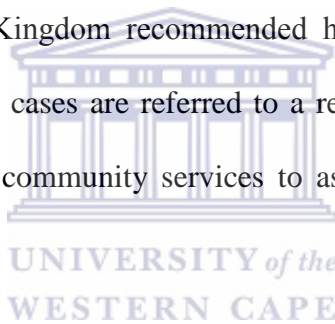 Kingdom recommended h
cases are referred to a re
community services to as
UNIVERSITY of the
WESTERN CAPE